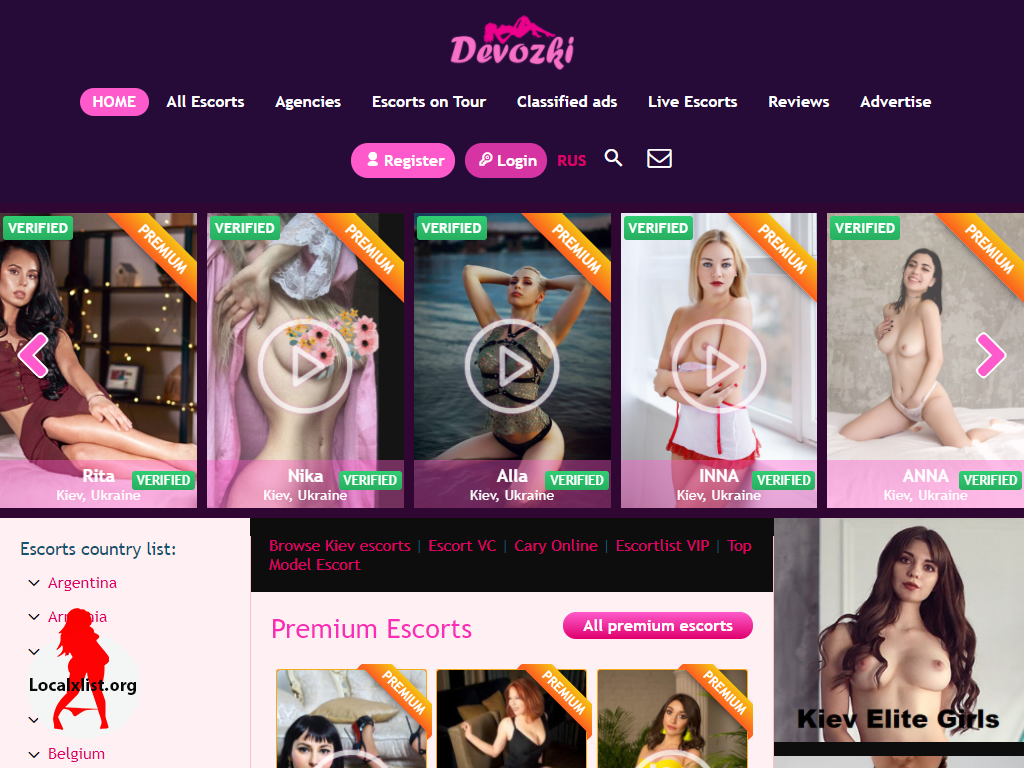 Devozki
HOME All Escorts Agencies Escorts on Tour Classified ads Live Escorts Reviews Advertise
Register Login RUS
VERIFIED PREMIUM VERIFIED PREMIUM VERIFIED PREMIUM VERIFIED PREMIUM VERIFIED PREMIUM
Rita VERIFIED
Kiev, Ukraine
Nika VERIFIED
Kiev, Ukraine
Alla VERIFIED
Kiev, Ukraine
INNA VERIFIED
Kiev, Ukraine
ANNA VERIFIED
Kiev, Ukraine
Escorts country list:
Argentina
Localxlist.org
Belgium
Browse Kiev escorts | Escort VC | Cary Online | Escortlist VIP | Top
Model Escort
Premium Escorts All premium escorts
PREMIUM PREMIUM PREMIUM
Kiev Elite Girls